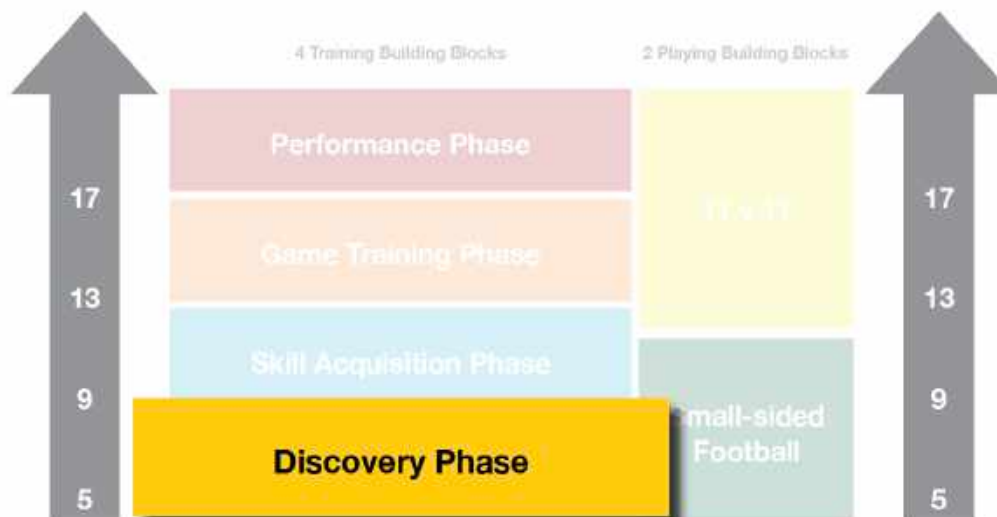 4 Training Building Blocks
2 Playing Building Blocks
Performance Phase
17
17
11 v 11
Game Training Phase
13
13
Skill Acquisition Phase
9
Small-sided
9
Football
Discovery Phase
5
5